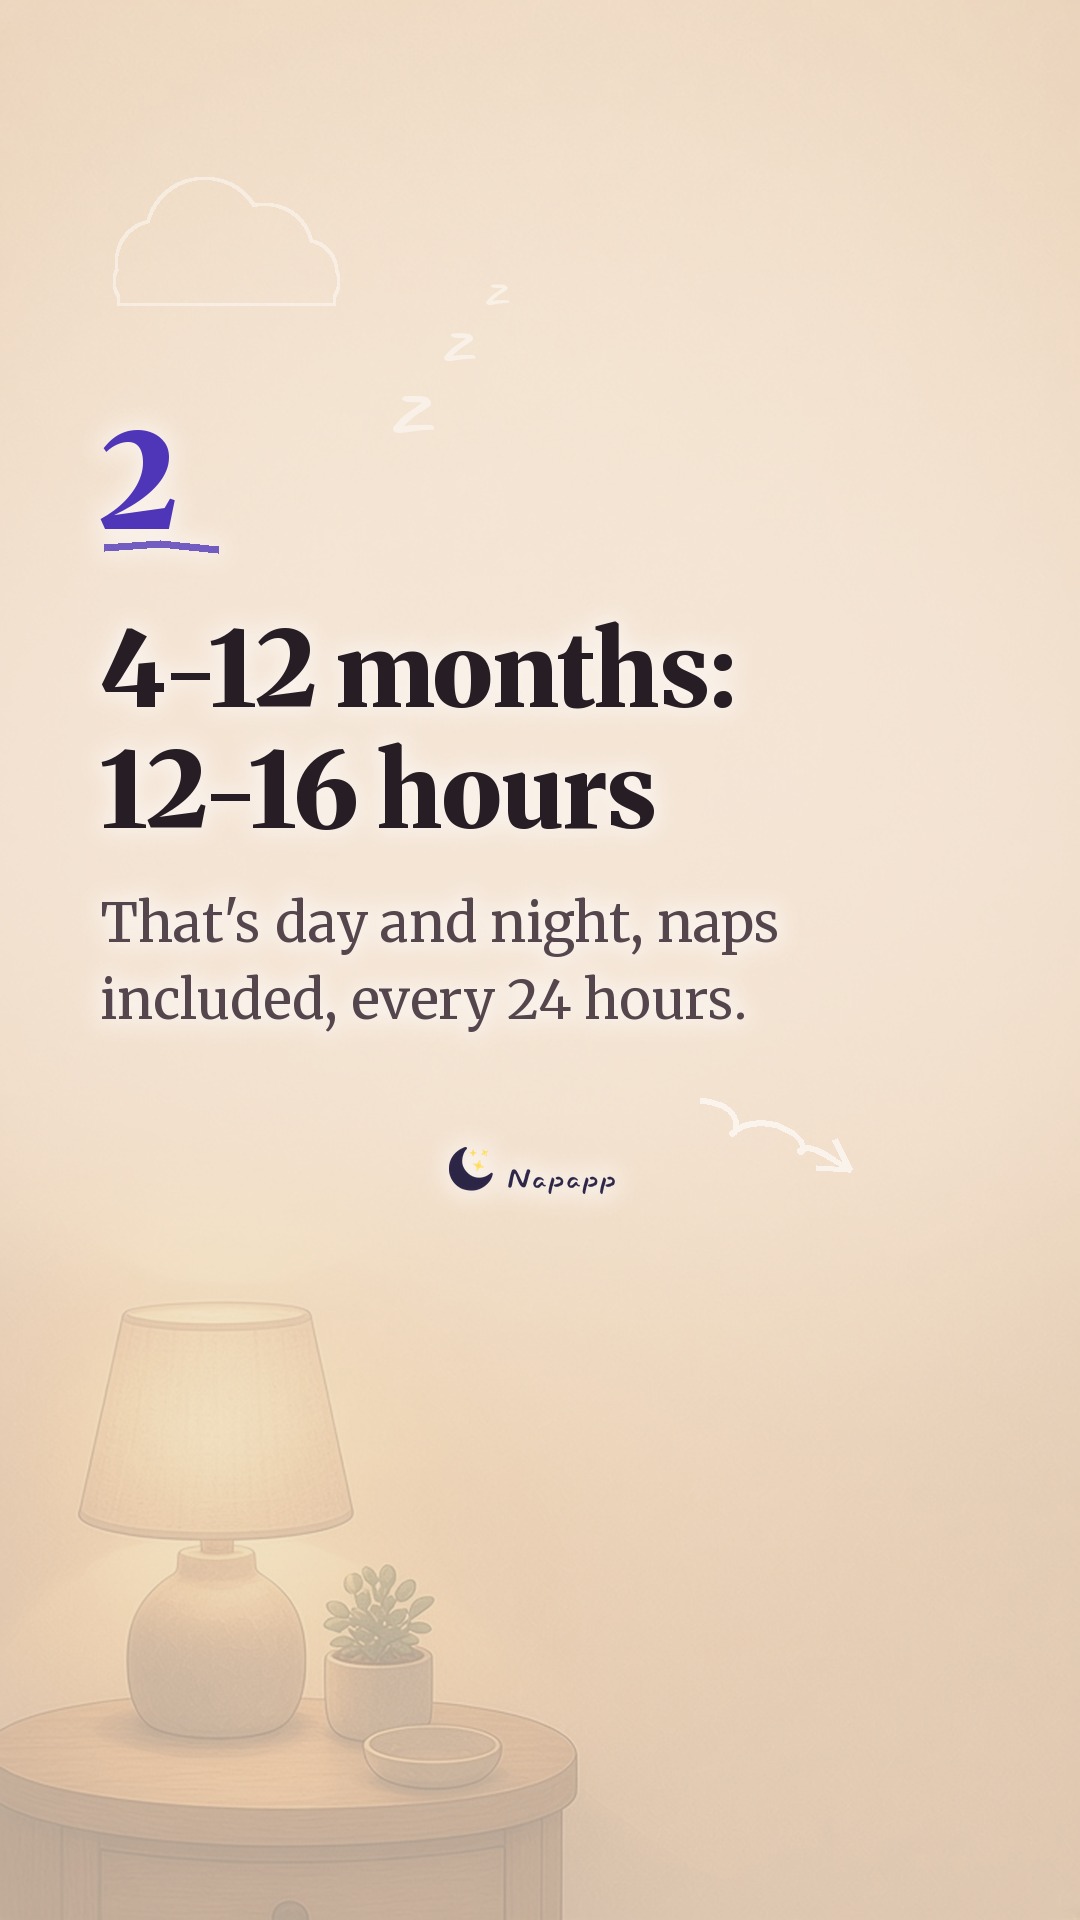 z
z
z
2
4–12 months:
12–16 hours
That's day and night, naps
included, every 24 hours.
Napapp